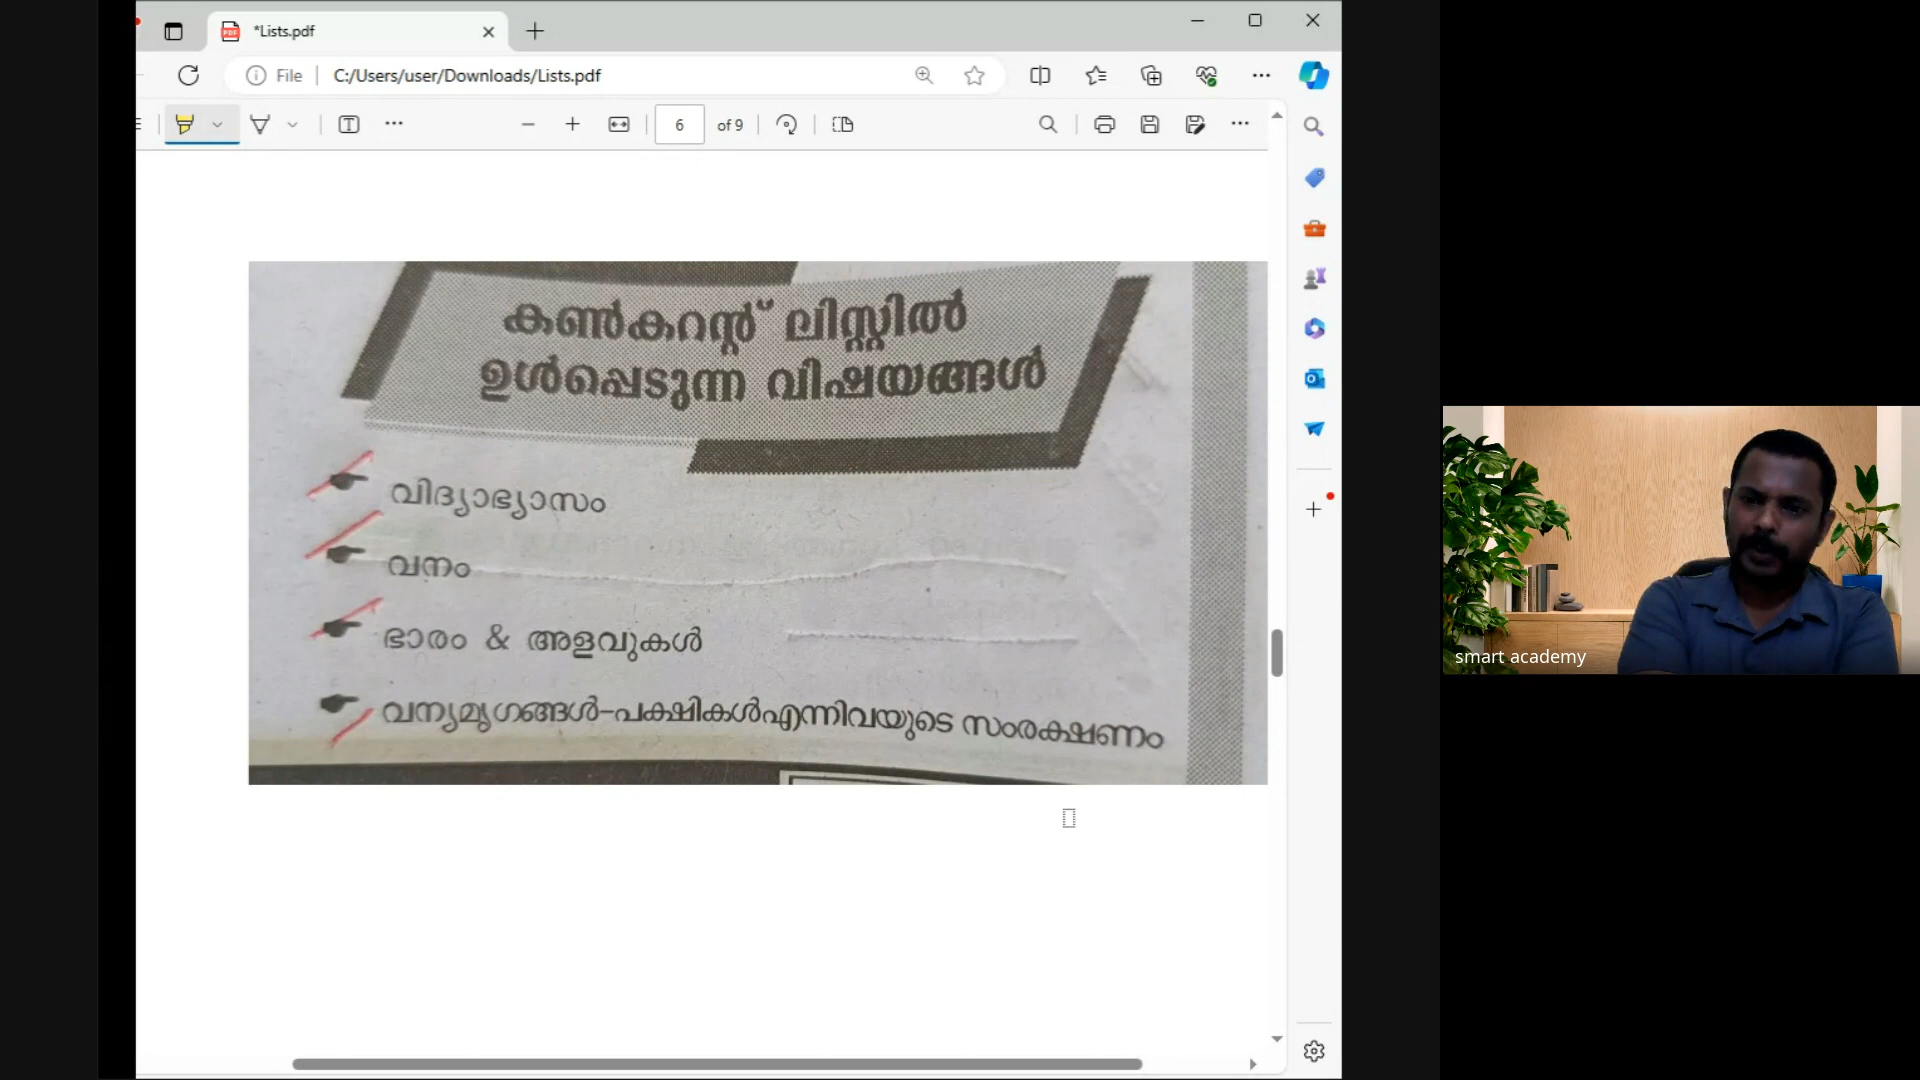 *Lists.pdf
File
C:/Users/user/Downloads/Lists.pdf
6 of 9
കൺകറന്റ് ലിസ്റ്റിൽ
ഉൾപ്പെടുന്ന വിഷയങ്ങൾ
വിദ്യാഭ്യാസം
വനം
ഭാരം & അളവുകൾ
വന്യമൃഗങ്ങൾ-പക്ഷികൾഎന്നിവയുടെ സംരക്ഷണം
smart academy